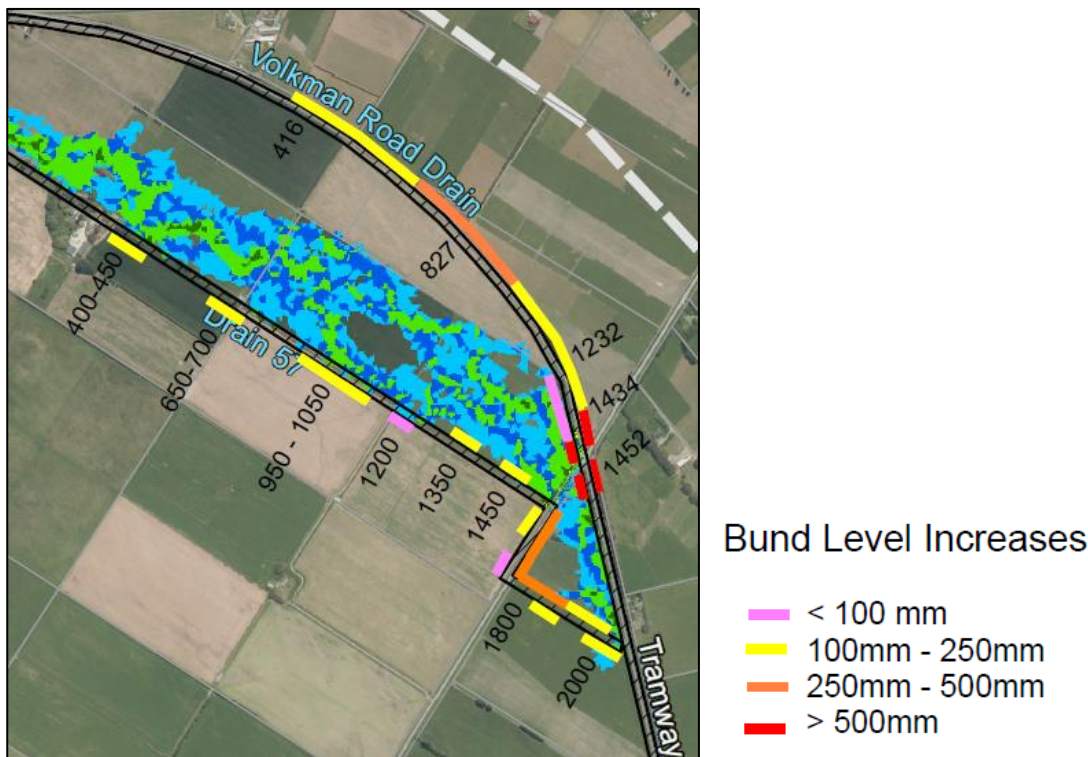 Volkman Road Drain
416
827
1232
1434
1452
400-450
650-700
Drain 57
950 - 1050
1200
1350
1450
1800
2000
Tramway
Bund Level Increases
< 100 mm
100mm - 250mm
250mm - 500mm
> 500mm